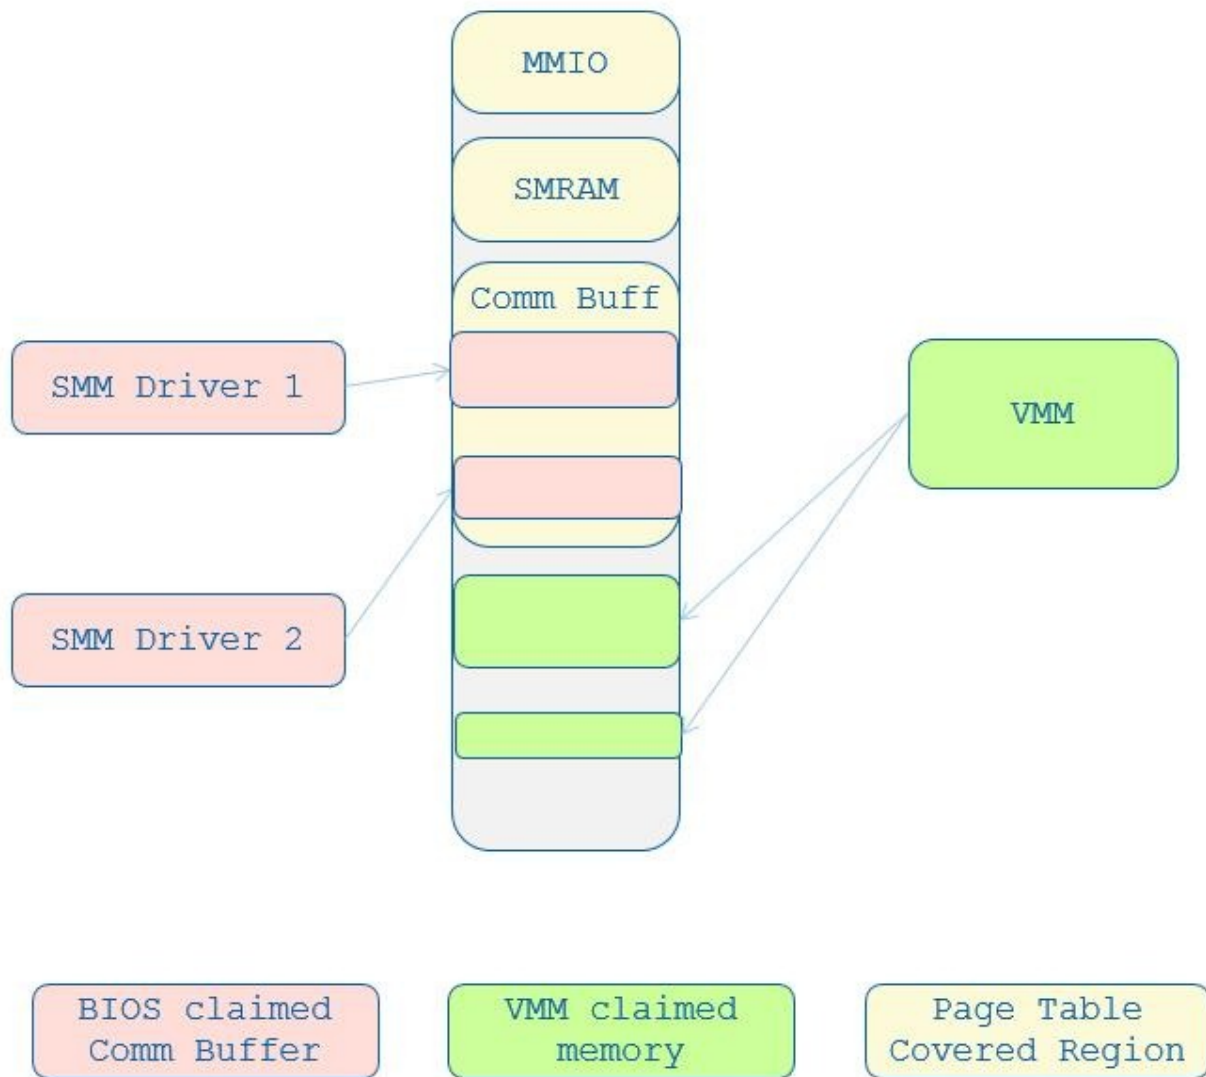 MMIO
SMRAM
Comm Buff
SMM Driver 1
VMM
SMM Driver 2
BIOS claimed
Comm Buffer
VMM claimed
memory
Page Table
Covered Region